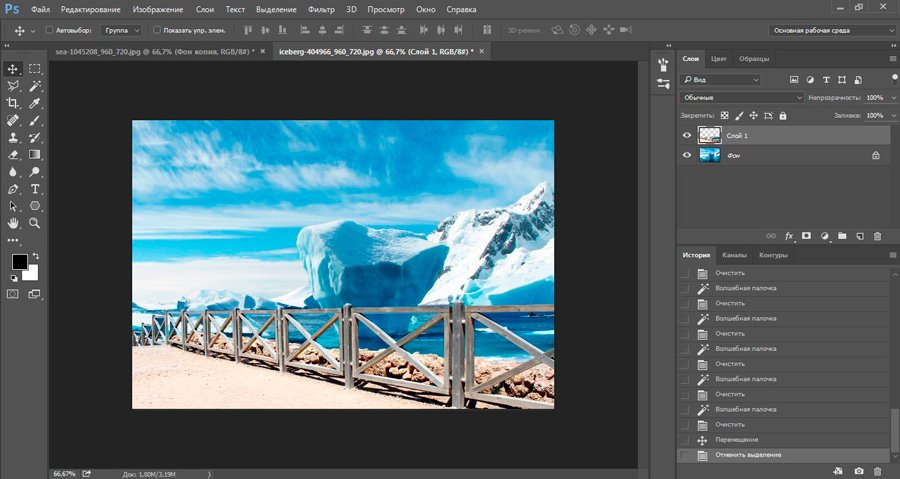 Ps Файл Редактирование Изображение Слои Текст Выделение Фильтр 3D Просмотр Окно Справка
Автовыбор: Группа Показать упр. элем. 3D-режим: Основная рабочая среда
sea-1045208_960_720.jpg @ 66,7% (Фон копия, RGB/8#) * × iceberg-404966_960_720.jpg @ 66,7% (Слой 1, RGB/8#) * ×
Слои Цвет Образцы
Вид
Обычные Непрозрачность: 100%
Закрепить: Заливка: 100%
Слой 1
Фон
fx
История Каналы Контуры
Очистить
Волшебная палочка
Очистить
Волшебная палочка
Очистить
Волшебная палочка
Очистить
Волшебная палочка
Очистить
Волшебная палочка
Очистить
Перемещение
Отменить выделение
66,67% Док: 1,80M/3,19M